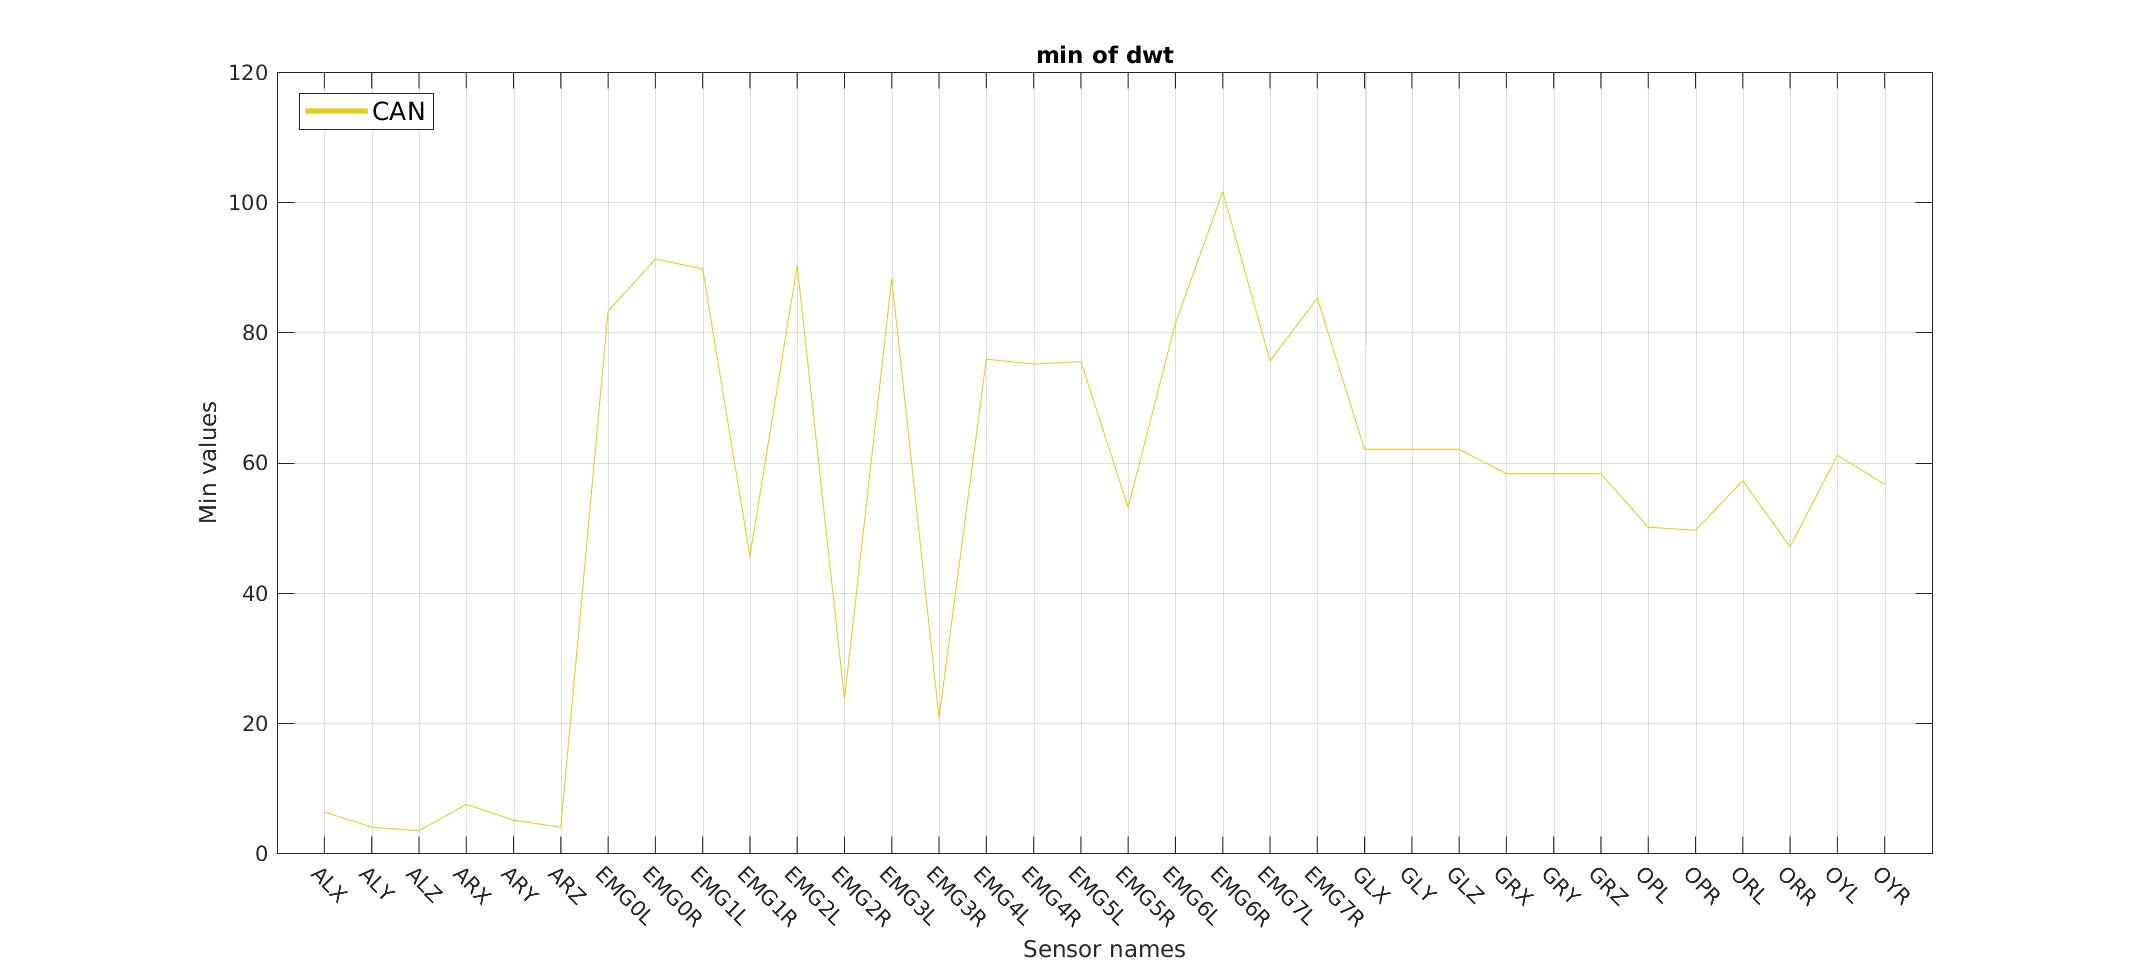 min of dwt
CAN
120
100
80
60
40
20
0
Min values
ALX ALY ALZ ARX ARY ARZ EMG0L EMG0R EMG1L EMG1R EMG2L EMG2R EMG3L EMG3R EMG4L EMG4R EMG5L EMG5R EMG6L EMG6R EMG7L EMG7R GLX GLY GLZ GRX GRY GRZ OPL OPR ORL ORR OYL OYR
Sensor names